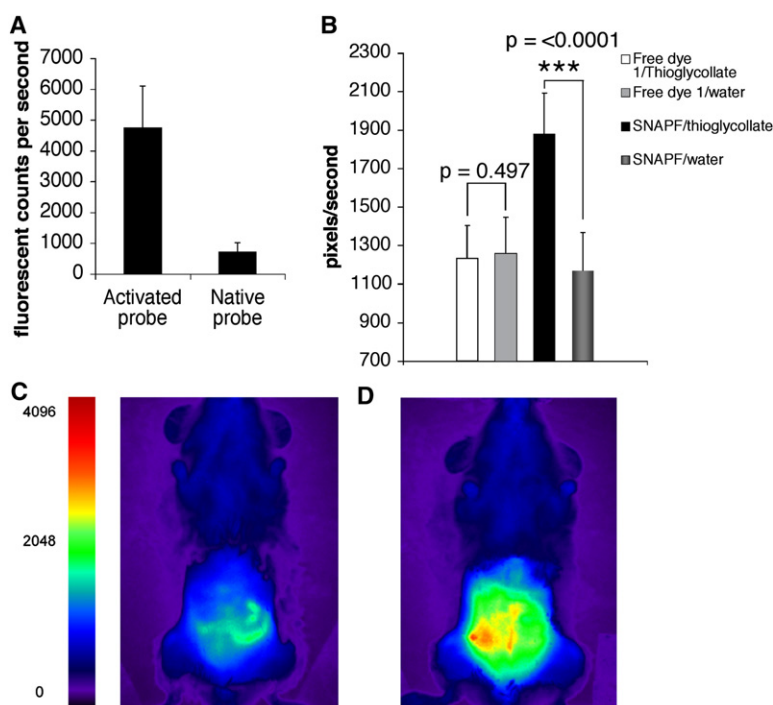 A
fluorescent counts per second
7000
6000
5000
4000
3000
2000
1000
0
Activated
probe
Native
probe
B
p = <0.0001
***
p = 0.497
pixels/second
2300
2100
1900
1700
1500
1300
1100
900
700
Free dye
1/Thioglycollate
Free dye 1/water
SNAPF/thioglycollate
SNAPF/water
C
4096
2048
0
D